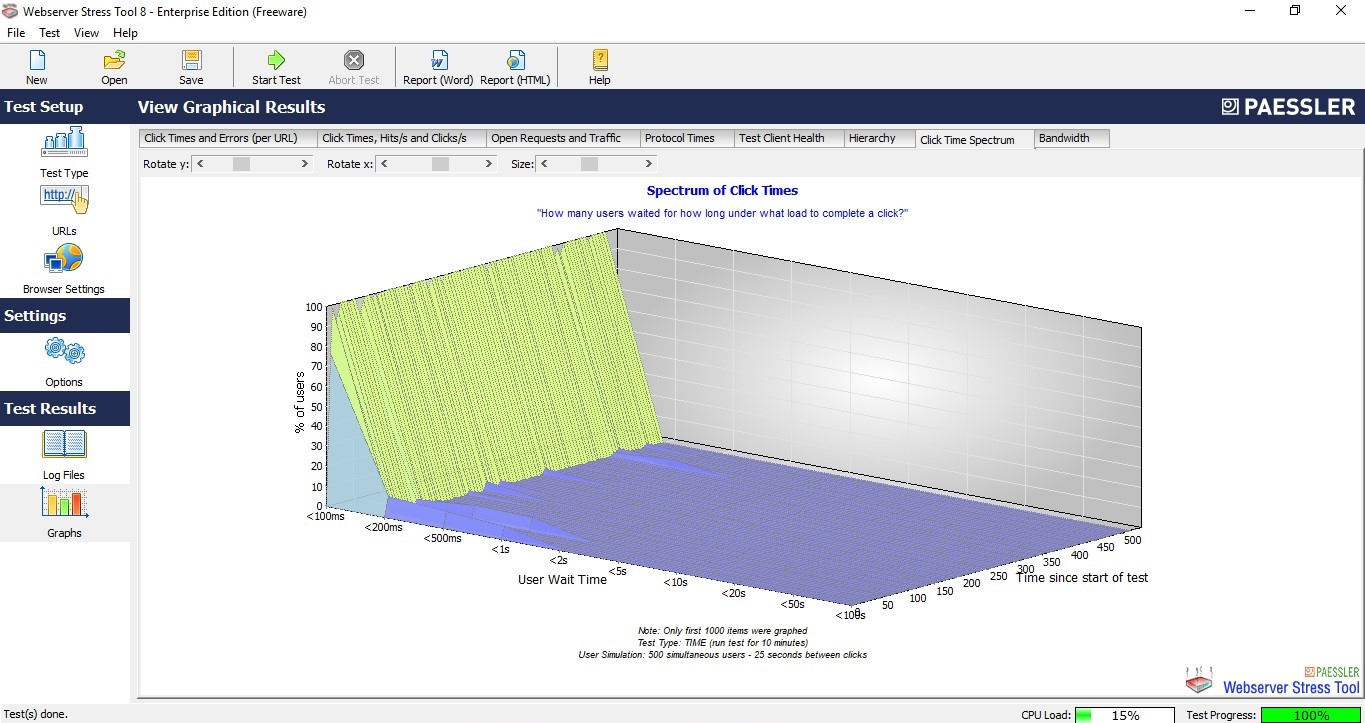 Webserver Stress Tool 8 - Enterprise Edition (Freeware)
File Test View Help
New Open Save Start Test Abort Test Report (Word) Report (HTML) Help
Test Setup
View Graphical Results
PAESSLER
Click Times and Errors (per URL) Click Times, Hits/s and Clicks/s Open Requests and Traffic Protocol Times Test Client Health Hierarchy Click Time Spectrum Bandwidth
Rotate y: < > Rotate x: < > Size: < >
Test Type
http://
URLs
Browser Settings
Settings
Options
Test Results
Log Files
Graphs
Spectrum of Click Times
"How many users waited for how long under what load to complete a click?"
% of users
100
90
80
70
60
50
40
30
20
10
0
<100ms
<200ms
<500ms
<1s
<2s
<5s
<10s
<20s
<50s
<100s
User Wait Time
0
50
100
150
200
250
300
350
400
450
500
Time since start of test
Note: Only first 1000 items were graphed
Test Type: TIME (run test for 10 minutes)
User Simulation: 500 simultaneous users - 25 seconds between clicks
PAESSLER
Webserver Stress Tool
Test(s) done.
CPU Load: 15% Test Progress: 100%